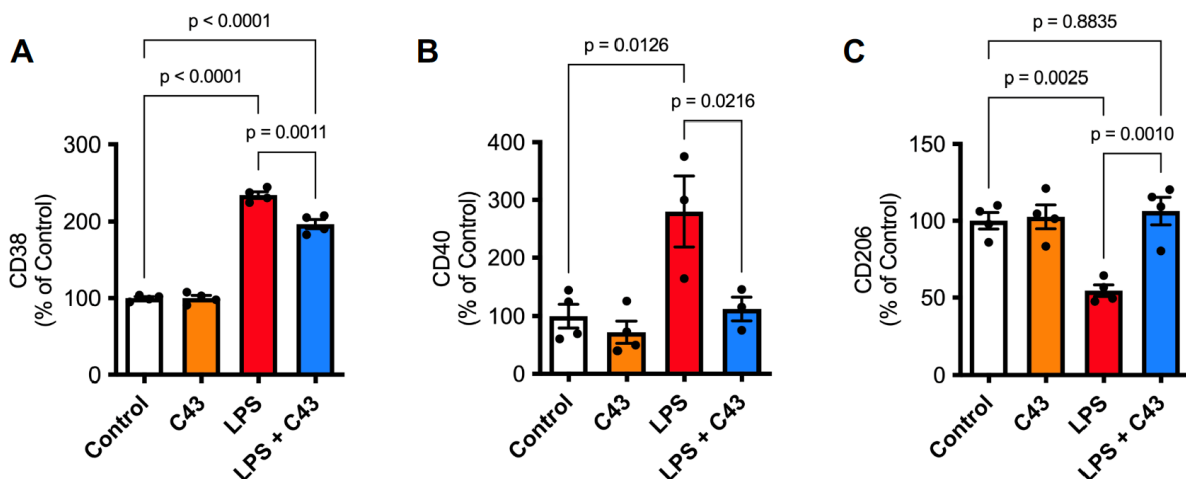 A
p < 0.0001
p < 0.0001
p = 0.0011
CD38
(% of Control)
300
200
100
0
Control
C43
LPS
LPS + C43
B
p = 0.0126
p = 0.0216
CD40
(% of Control)
400
300
200
100
0
Control
C43
LPS
LPS + C43
C
p = 0.8835
p = 0.0025
p = 0.0010
CD206
(% of Control)
150
100
50
0
Control
C43
LPS
LPS + C43